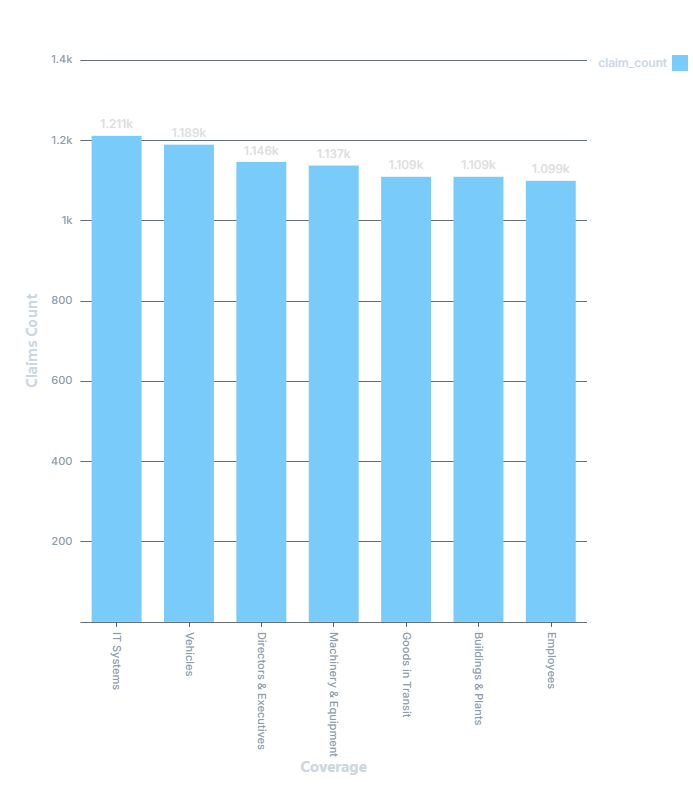 1.4k
1.2k
1k
800
600
400
200
Claims Count
1.211k
1.189k
1.146k
1.137k
1.109k
1.109k
1.099k
IT Systems
Vehicles
Directors & Executives
Machinery & Equipment
Goods in Transit
Buildings & Plants
Employees
Coverage
claim_count